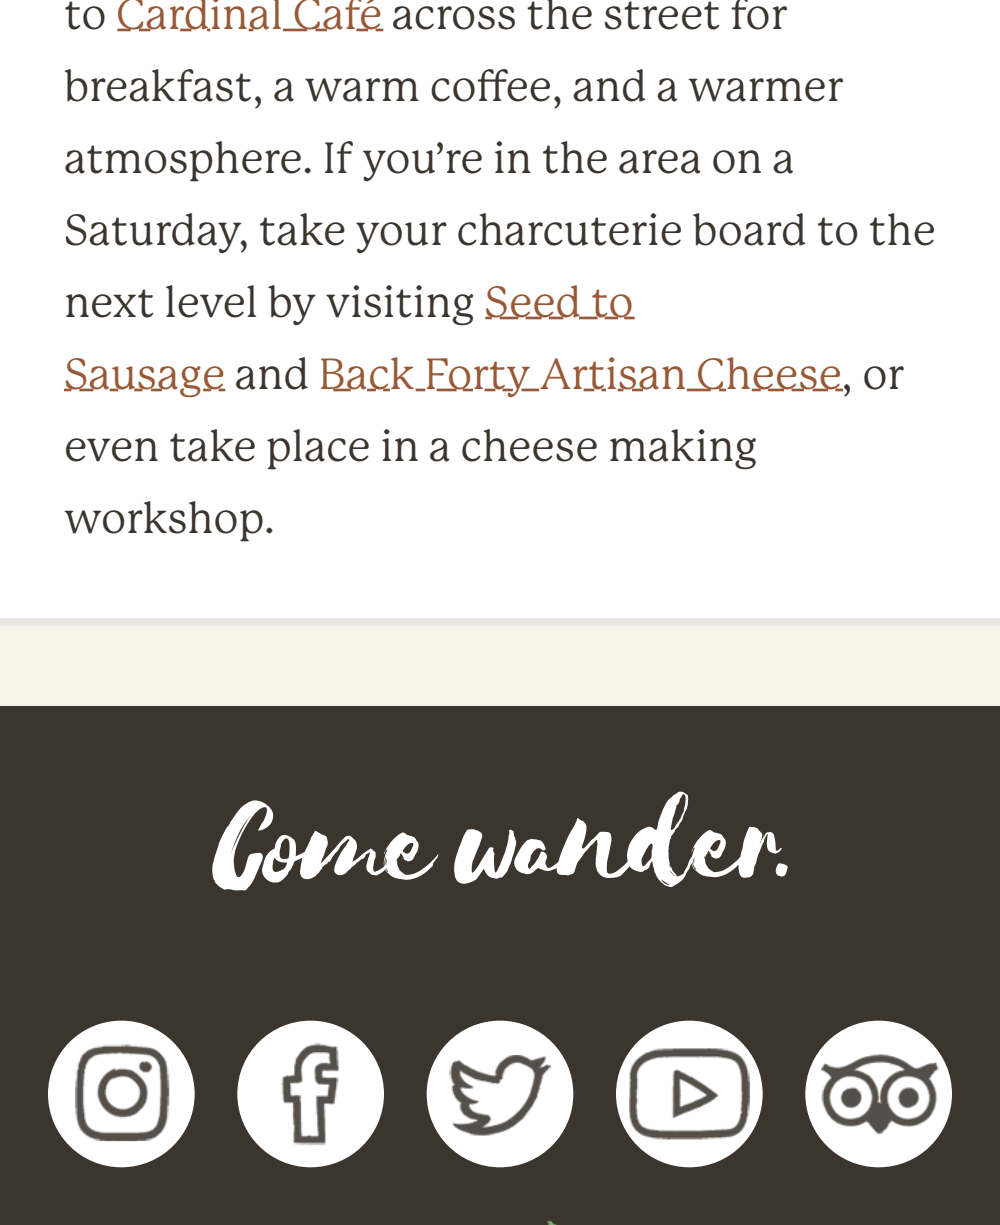 to Cardinal Café across the street for
breakfast, a warm coffee, and a warmer
atmosphere. If you’re in the area on a
Saturday, take your charcuterie board to the
next level by visiting Seed to
Sausage and Back Forty Artisan Cheese, or
even take place in a cheese making
workshop.
Come wander.